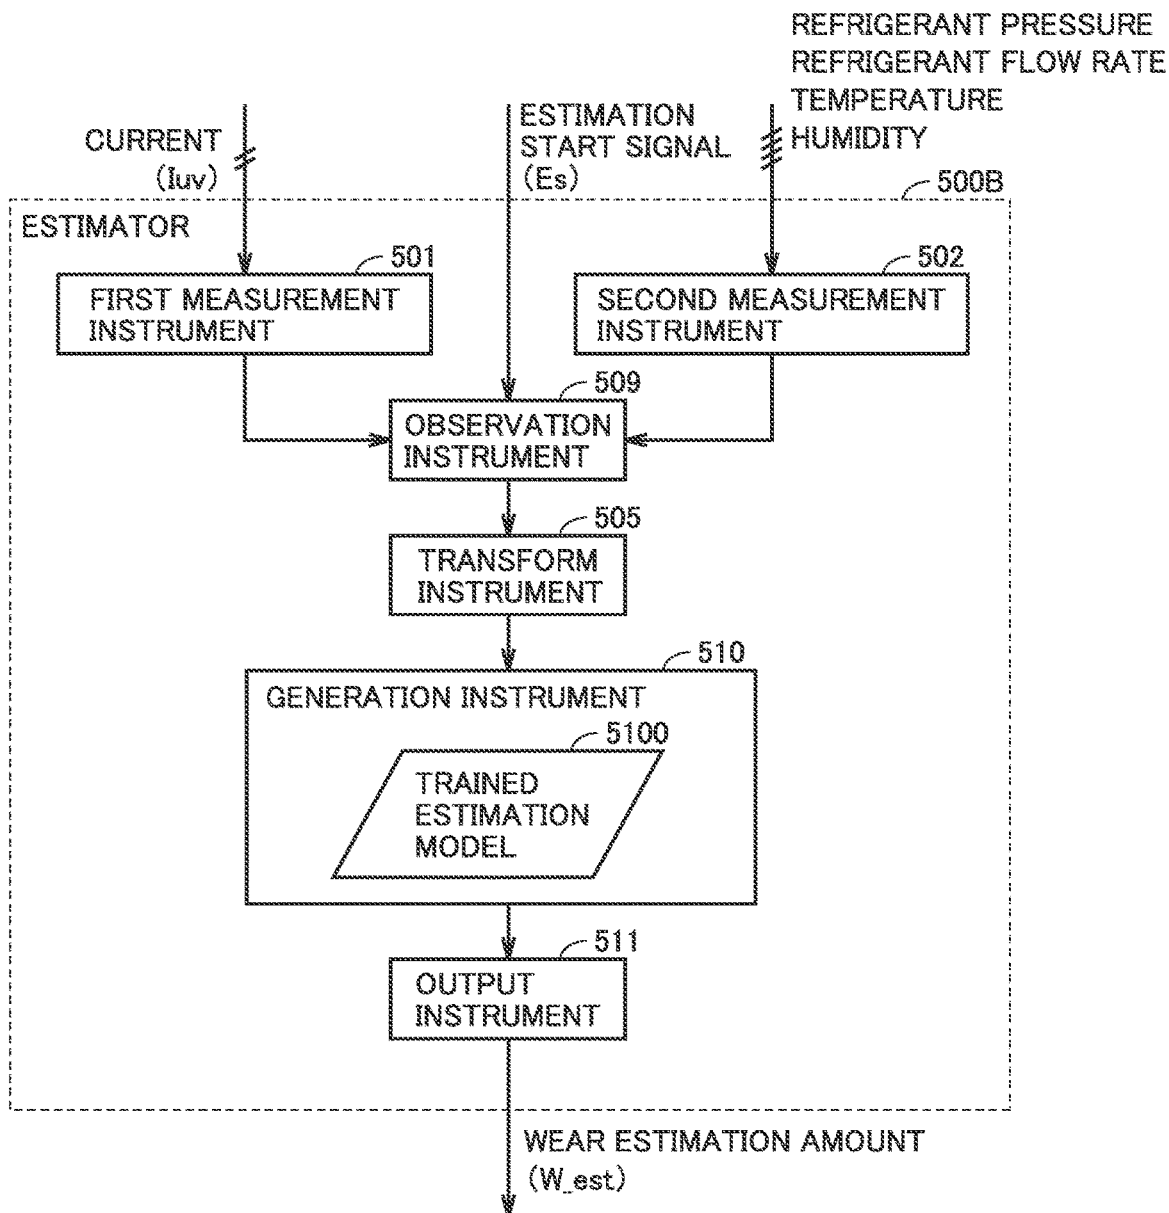 REFRIGERANT PRESSURE
REFRIGERANT FLOW RATE
TEMPERATURE
HUMIDITY
CURRENT
(Iuv)
ESTIMATION
START SIGNAL
(Es)
500B
ESTIMATOR
501
FIRST MEASUREMENT
INSTRUMENT
502
SECOND MEASUREMENT
INSTRUMENT
509
OBSERVATION
INSTRUMENT
505
TRANSFORM
INSTRUMENT
510
GENERATION INSTRUMENT
5100
TRAINED
ESTIMATION
MODEL
511
OUTPUT
INSTRUMENT
WEAR ESTIMATION AMOUNT
(W_est)